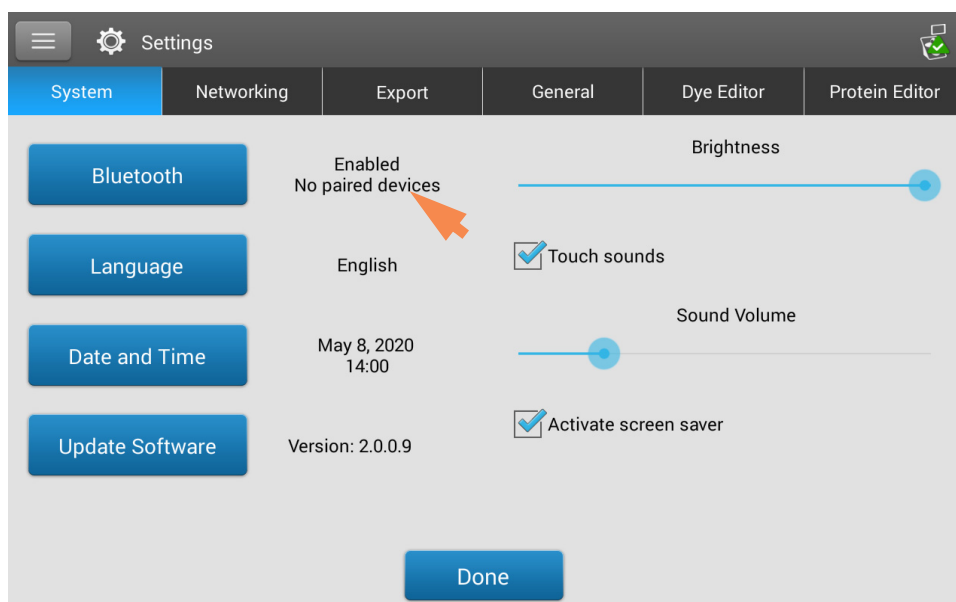 Settings
System
Networking
Export
General
Dye Editor
Protein Editor
Bluetooth
Enabled
No paired devices
Brightness
Language
English
Touch sounds
Sound Volume
Date and Time
May 8, 2020
14:00
Activate screen saver
Update Software
Version: 2.0.0.9
Done